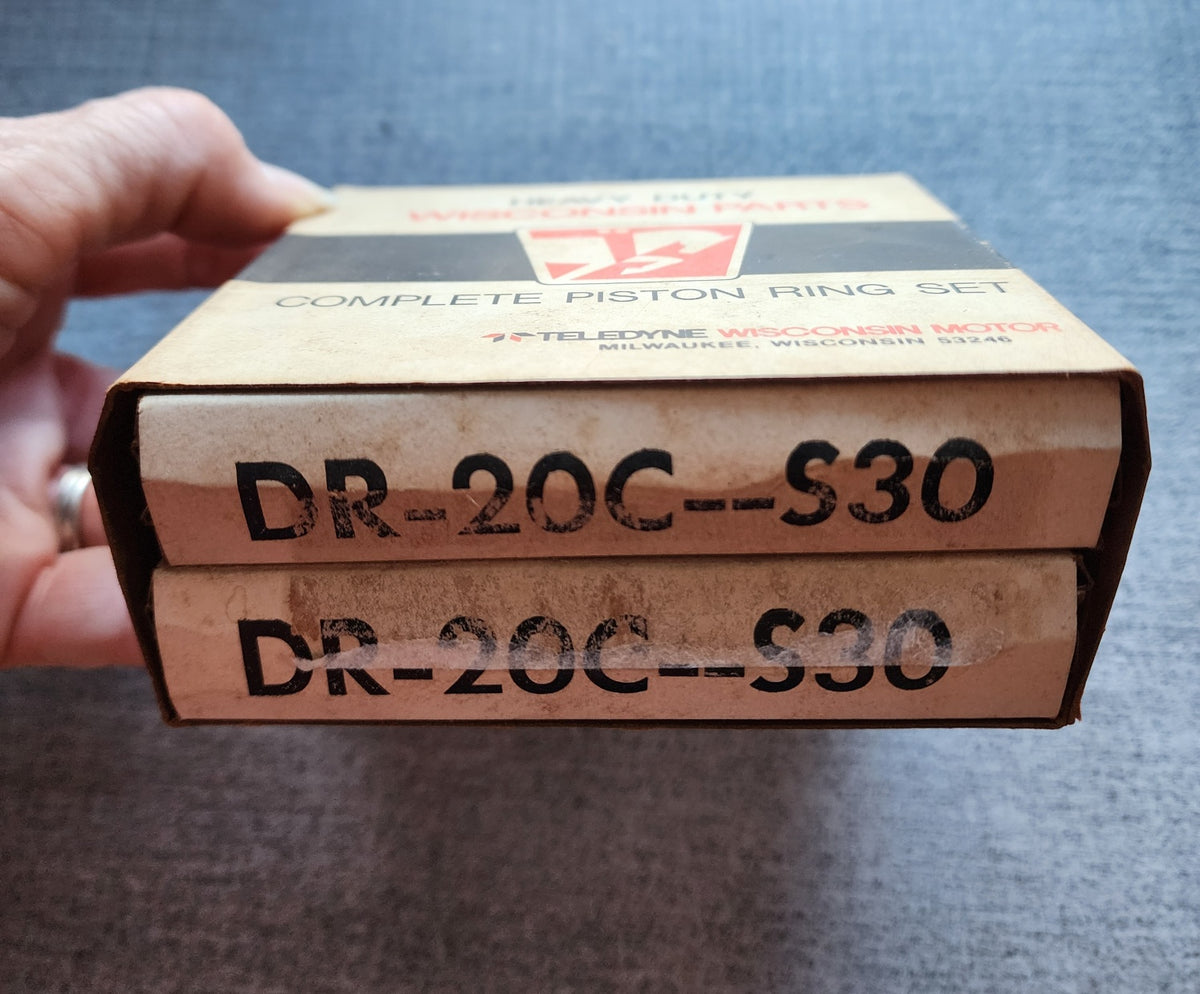 HEAVY DUTY
WISCONSIN PARTS
COMPLETE PISTON RING SET
TELEDYNE WISCONSIN MOTOR
MILWAUKEE, WISCONSIN 53246
DR-20C--S30
DR-20C--S30